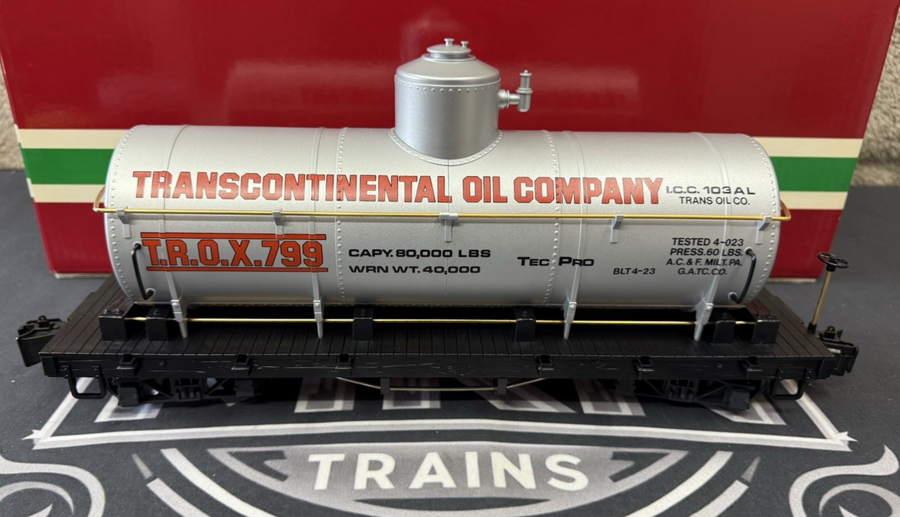 TRANSCONTINENTAL OIL COMPANY
I.C.C. 103 A L
TRANS OIL CO.
T.R.O.X.799
CAPY. 80,000 LBS
WRN WT. 40,000
TEC PRO
BLT 4-23
TESTED 4-023
PRESS.60 LBS.
A.C.& F. MILT. PA.
G.A.TC. CO.
TRAINS